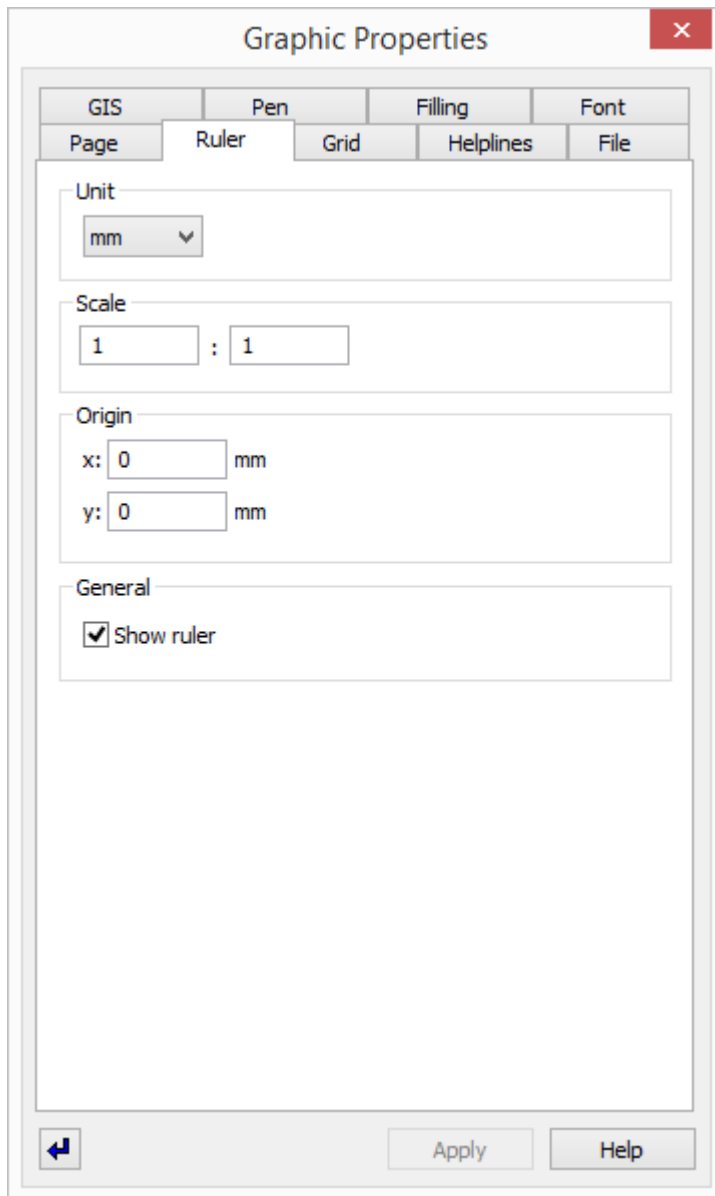 Graphic Properties
GIS Pen Filling Font
Page Ruler Grid Helplines File
Unit
mm
Scale
1 : 1
Origin
x: 0 mm
y: 0 mm
General
Show ruler
Apply Help